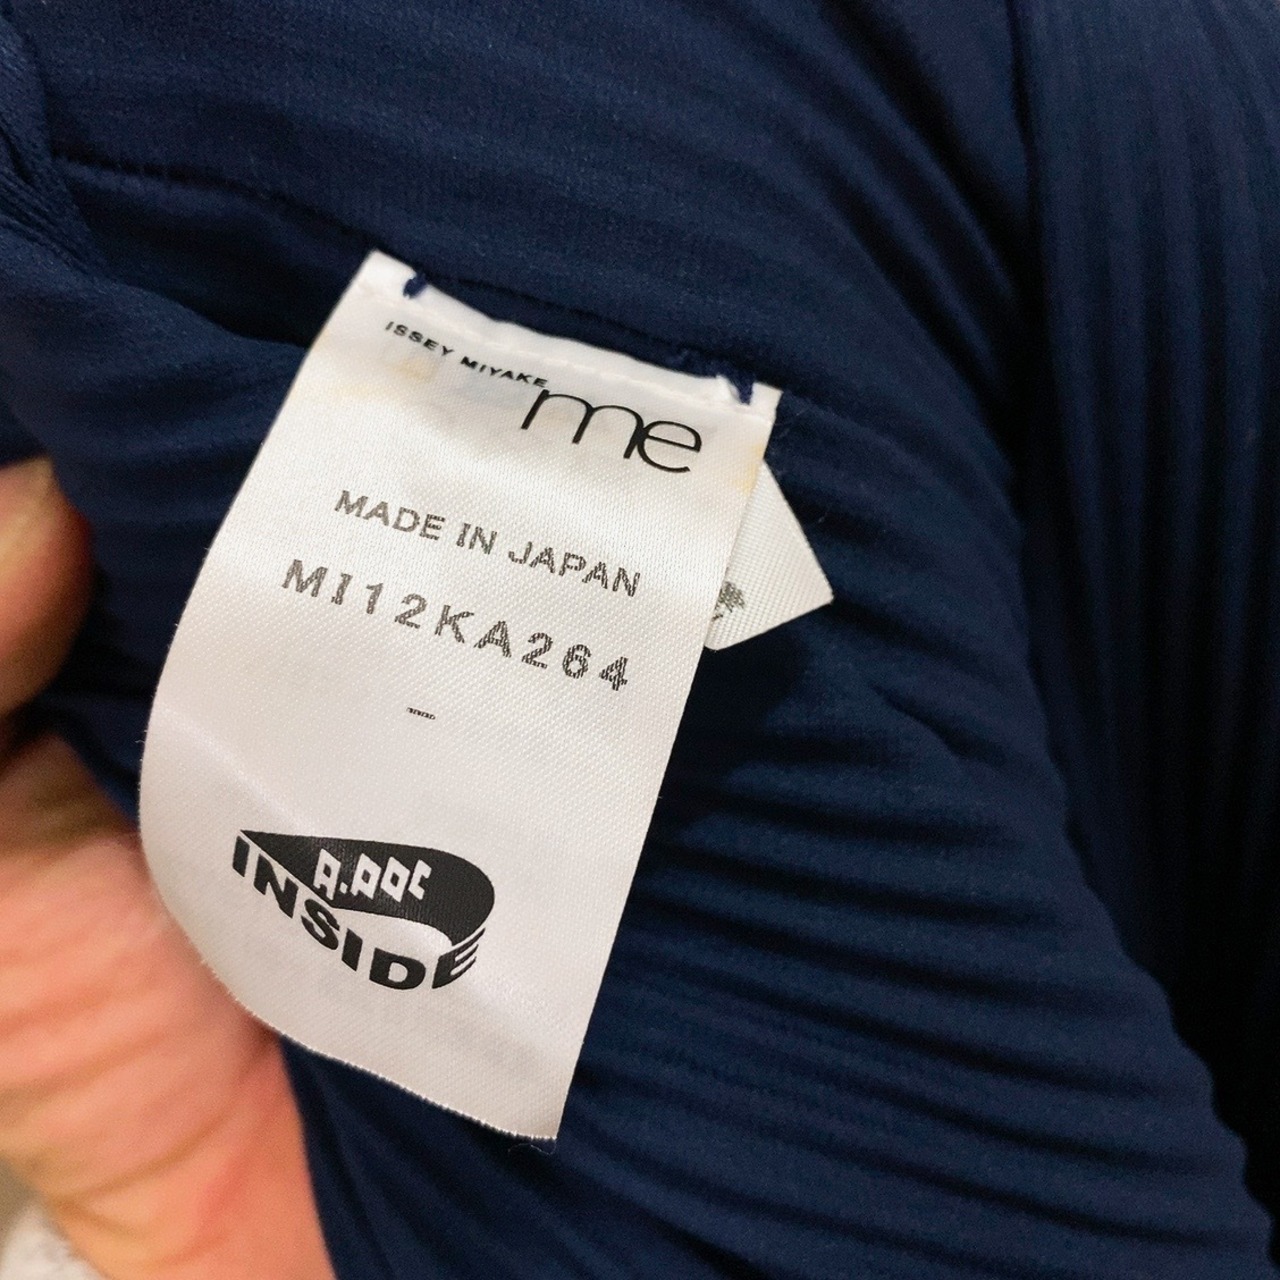 ISSEY MIYAKE
me
MADE IN JAPAN
MI12KA264
-
A.POC
INSIDE